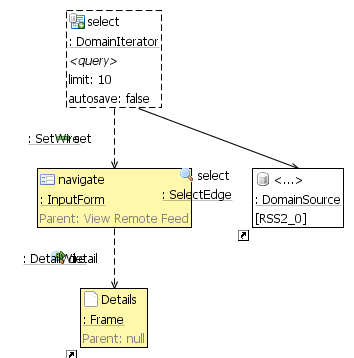 select
: DomainIterator
<query>
limit: 10
autosave: false
: SetWire set
navigate
: InputForm
Parent: View Remote Feed
select
: SelectEdge
<...>
: DomainSource
[RSS2_0]
detail
Details
: Frame
Parent: null